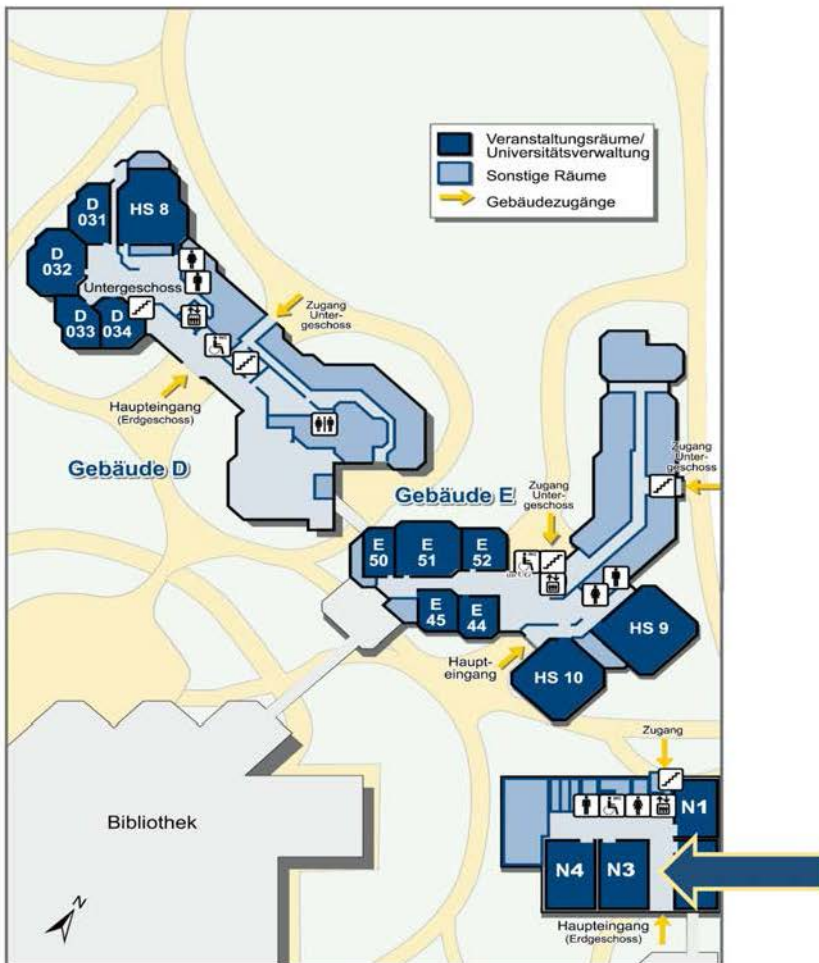 Veranstaltungsräume/
Universitätsverwaltung
Sonstige Räume
Gebäudezugänge
D
031
HS 8
D
032
Untergeschoss
D
033
D
034
Zugang
Unter-
geschoss
Haupteingang
(Erdgeschoss)
Gebäude D
Gebäude E
Zugang
Unter-
geschoss
Zugang
Unter-
geschoss
E
50
E
51
E
52
E
45
E
44
HS 9
Haupt-
eingang
HS 10
Zugang
N1
Bibliothek
N4
N3
Haupteingang
(Erdgeschoss)
N